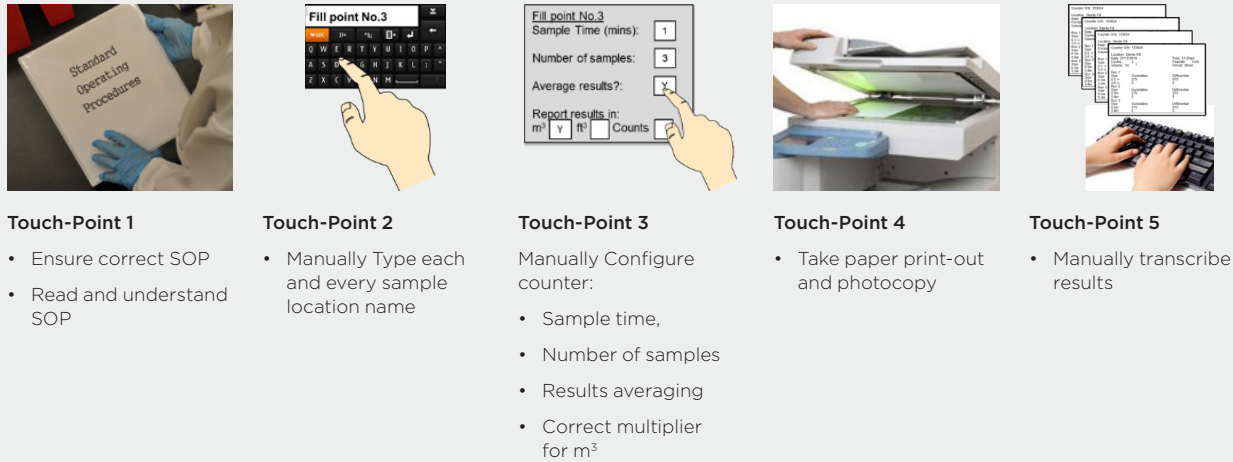 Standard
Operating
Procedures
Fill point No.3
Q W E R T Y U I O P
A S D G H J K L
Z X C N M
Fill point No.3
Sample Time (mins): 1
Number of samples: 3
Average results?: Y
Report results in:
m³ Y ft³ Counts
Touch-Point 1
• Ensure correct SOP
• Read and understand
SOP
Touch-Point 2
• Manually Type each
and every sample
location name
Touch-Point 3
Manually Configure
counter:
• Sample time,
• Number of samples
• Results averaging
• Correct multiplier
for m³
Touch-Point 4
• Take paper print-out
and photocopy
Touch-Point 5
• Manually transcribe
results